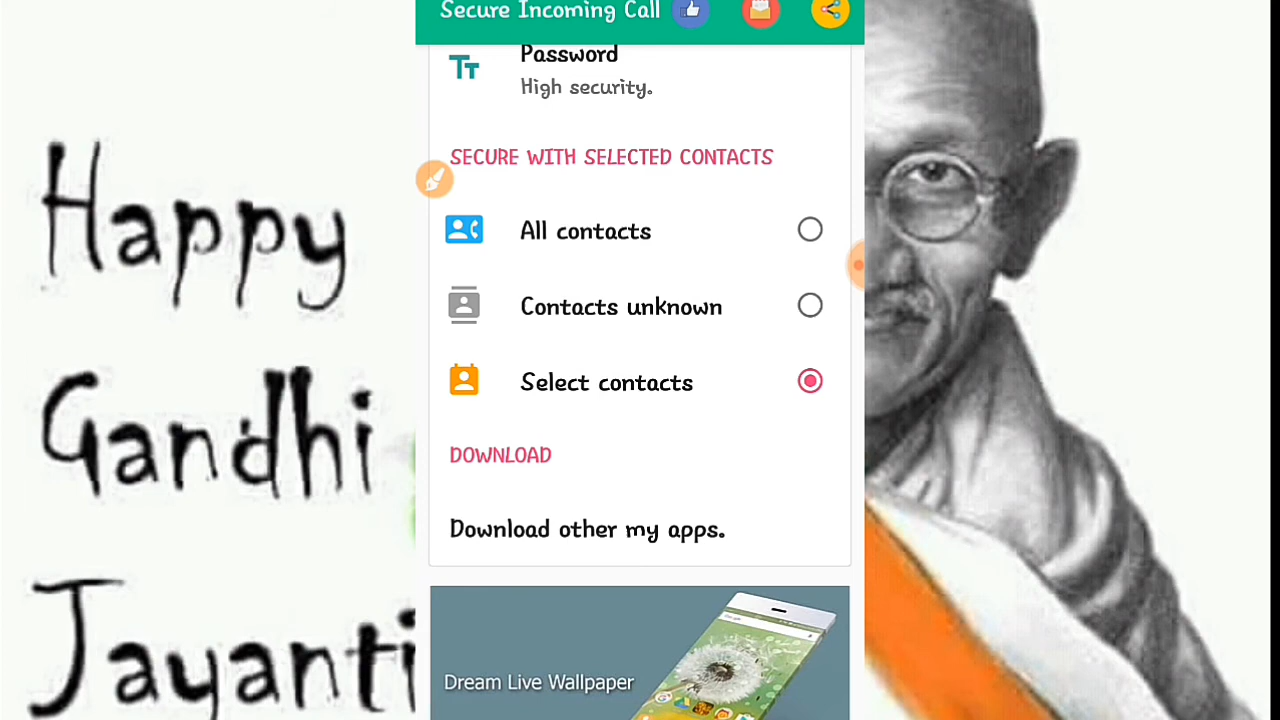 Secure Incoming Call
Password
High security.
SECURE WITH SELECTED CONTACTS
All contacts
Contacts unknown
Select contacts
DOWNLOAD
Download other my apps.
Dream Live Wallpaper
Happy
Gandhi
Jayanti